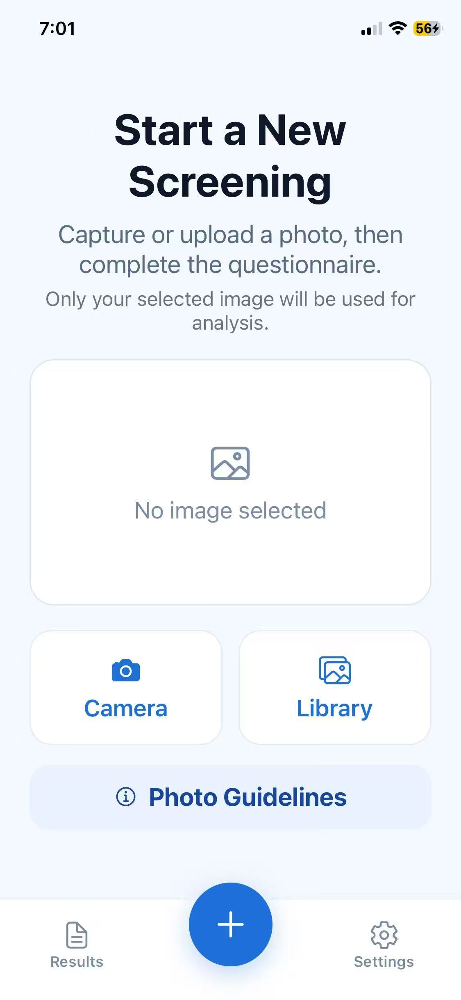 7:01
56
Start a New
Screening
Capture or upload a photo, then
complete the questionnaire.
Only your selected image will be used for
analysis.
No image selected
Camera
Library
Photo Guidelines
Results
Settings